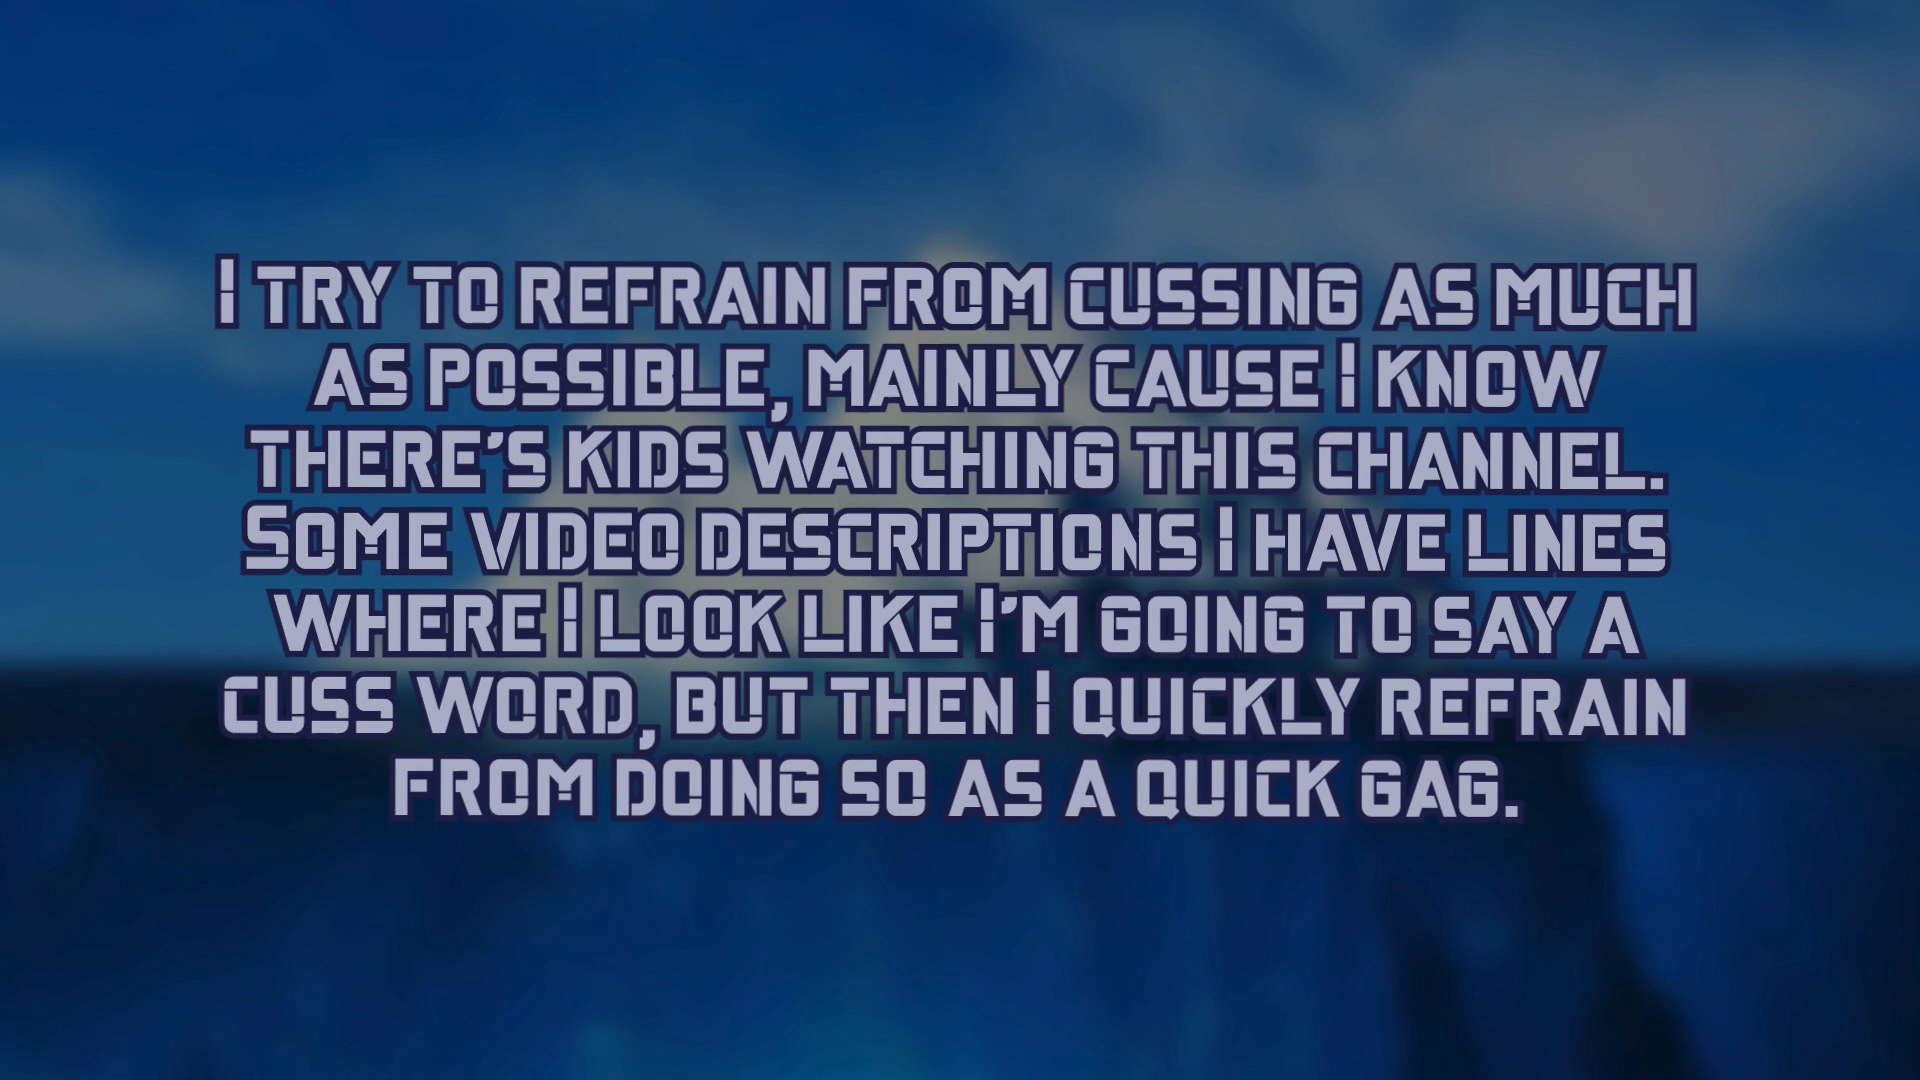 I TRY TO REFRAIN FROM CUSSING AS MUCH
AS POSSIBLE, MAINLY CAUSE I KNOW
THERE'S KIDS WATCHING THIS CHANNEL.
SOME VIDEO DESCRIPTIONS I HAVE LINES
WHERE I LOOK LIKE I'M GOING TO SAY A
CUSS WORD, BUT THEN I QUICKLY REFRAIN
FROM DOING SO AS A QUICK GAG.